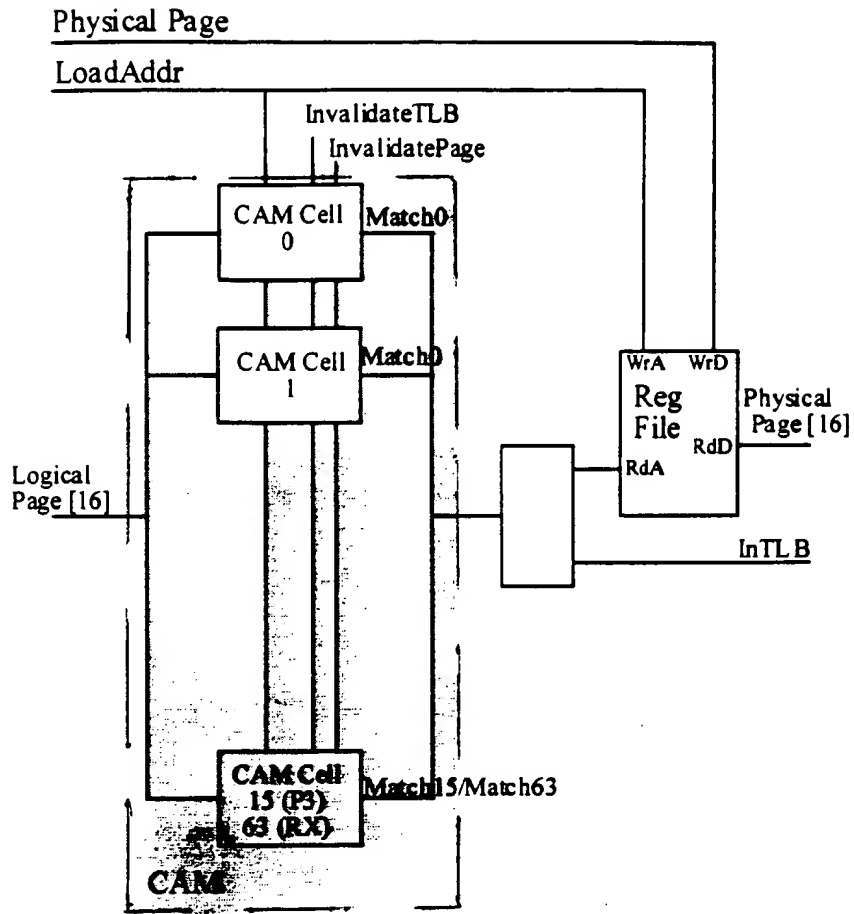 Physical Page
LoadAddr
InvalidateTLB
InvalidatePage
CAM Cell
0
Match0
CAM Cell
1
Match0
WrA WrD
Reg
File
RdA
RdD
Physical
Page [16]
Logical
Page [16]
InTLB
CAM Cell
15 (P3)
63 (RX)
Match15/Match63
CAM